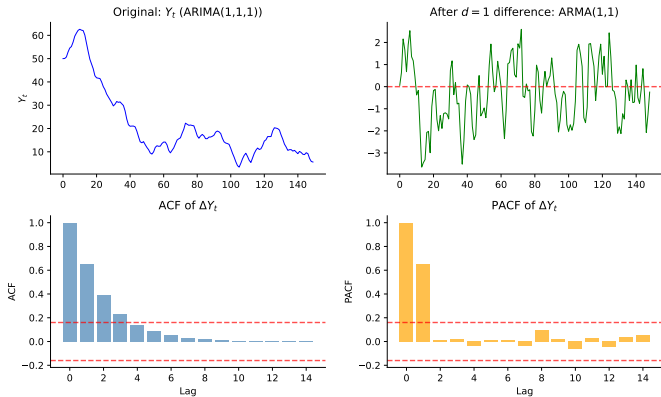 Original: Y_t (ARIMA(1,1,1))
After d = 1 difference: ARMA(1,1)
Y_t
60
50
40
30
20
10
2
1
0
−1
−2
−3
0 20 40 60 80 100 120 140
0 20 40 60 80 100 120 140
ACF of ΔY_t
PACF of ΔY_t
ACF
1.0
0.8
0.6
0.4
0.2
0.0
−0.2
PACF
1.0
0.8
0.6
0.4
0.2
0.0
−0.2
0 2 4 6 8 10 12 14
0 2 4 6 8 10 12 14
Lag
Lag